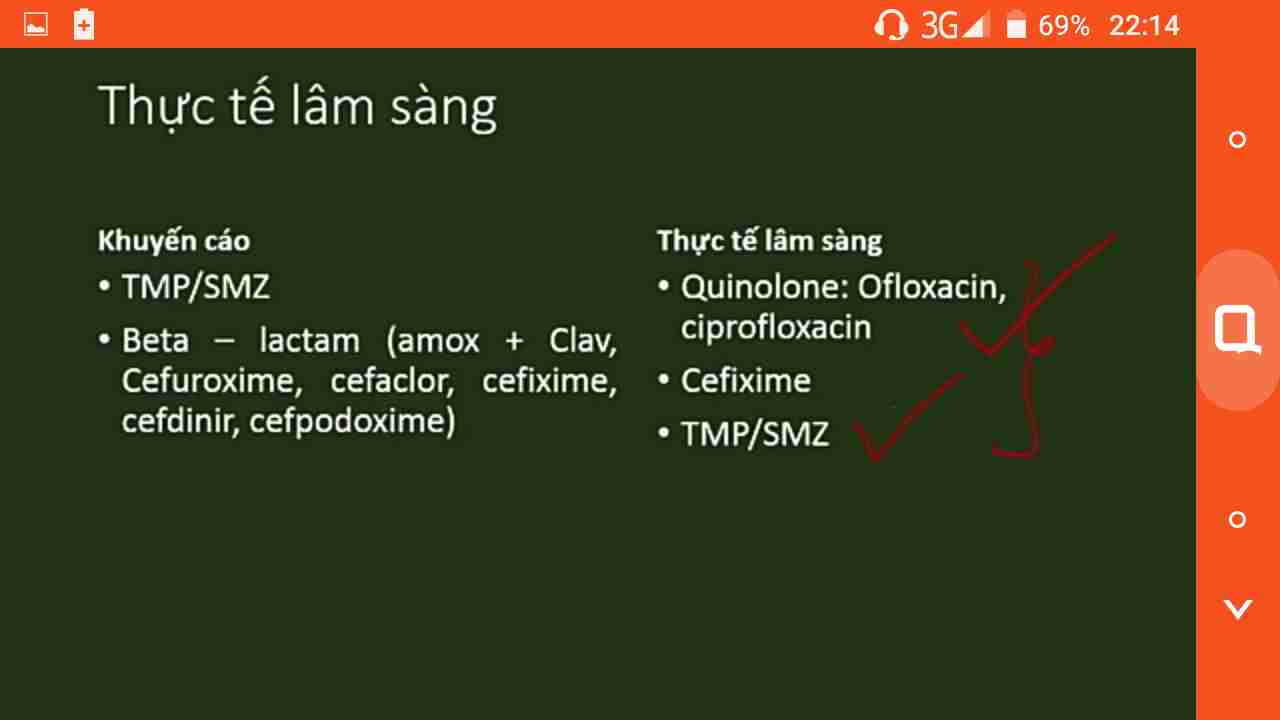 3G 69% 22:14
Thực tế lâm sàng
Khuyến cáo
• TMP/SMZ
• Beta – lactam (amox + Clav,
Cefuroxime, cefaclor, cefixime,
cefdinir, cefpodoxime)
Thực tế lâm sàng
• Quinolone: Ofloxacin,
ciprofloxacin
• Cefixime
• TMP/SMZ